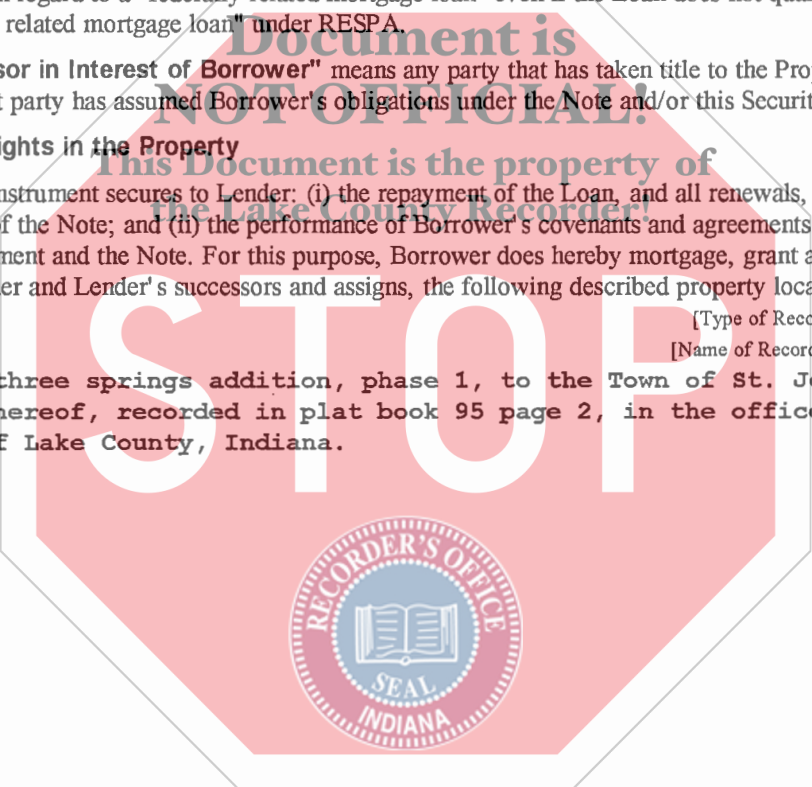 related mortgage loan" under RESPA.
Document is
sor in Interest of Borrower" means any party that has taken title to the Pro
t party has assumed Borrower's obligations under the Note and/or this Securit
NOT OFFICIAL!
ights in the Property
This Document is the property of
nstrument secures to Lender: (i) the repayment of the Loan, and all renewals,
the Lake County Recorder!
f the Note; and (ii) the performance of Borrower's covenants and agreements
ment and the Note. For this purpose, Borrower does hereby mortgage, grant a
er and Lender's successors and assigns, the following described property loca
[Type of Reco
[Name of Record
three springs addition, phase 1, to the Town of St. J
hereof, recorded in plat book 95 page 2, in the offic
f Lake County, Indiana.
STOP
RECORDER'S OFFICE
SEAL
INDIANA